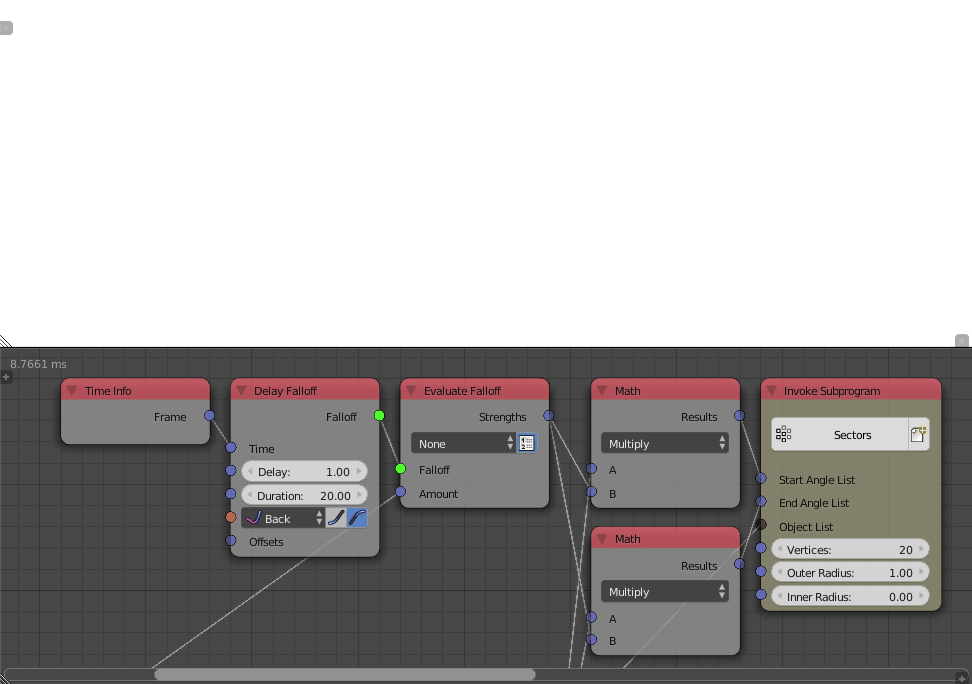 8.7661 ms
Time Info
Frame
Delay Falloff
Falloff
Time
Delay: 1.00
Duration: 20.00
Back
Offsets
Evaluate Falloff
Strengths
None
Falloff
Amount
Math
Results
Multiply
A
B
Math
Results
Multiply
A
B
Invoke Subprogram
Sectors
Start Angle List
End Angle List
Object List
Vertices: 20
Outer Radius: 1.00
Inner Radius: 0.00